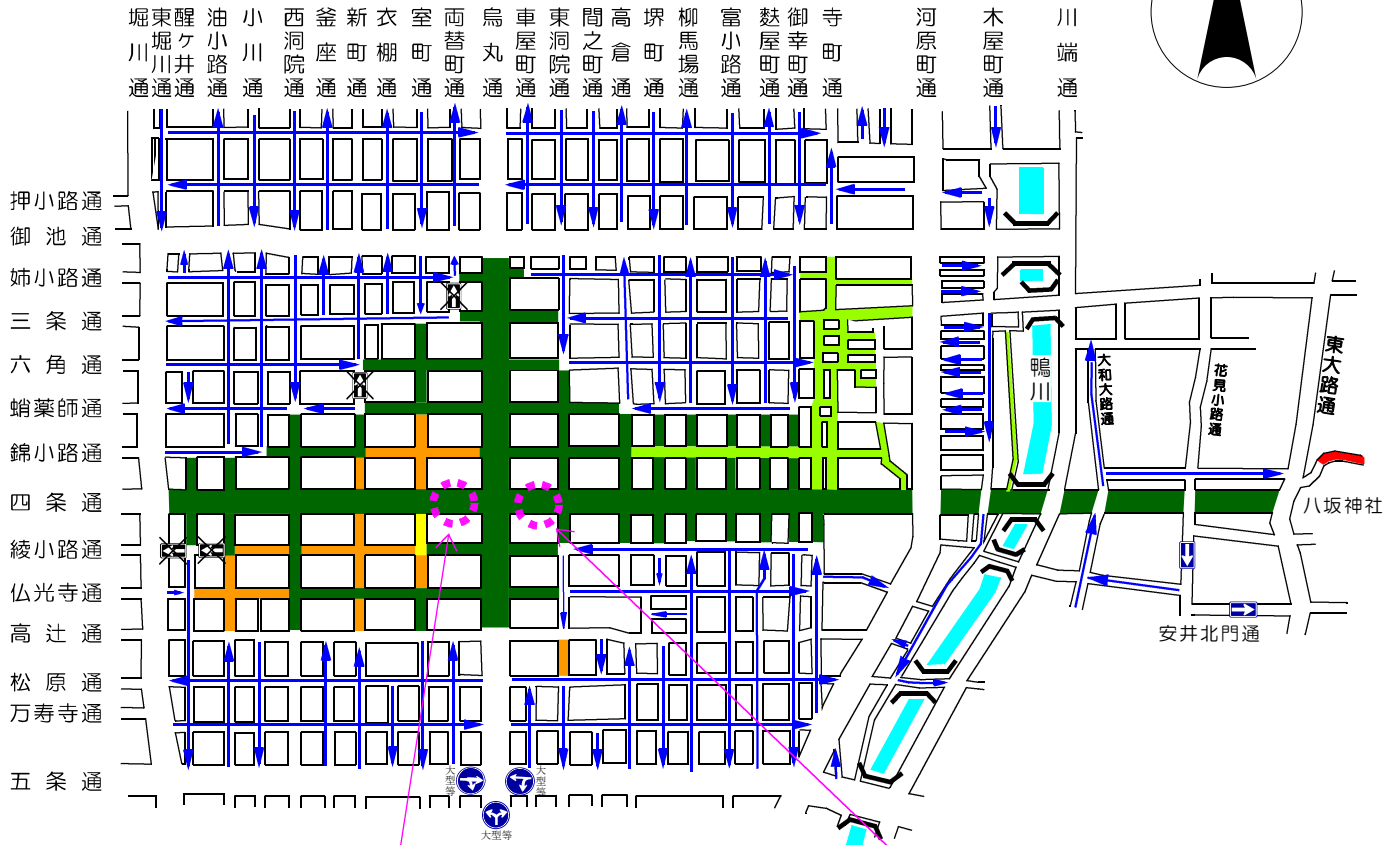 堀川通
東堀川通
醒ヶ井通
油小路通
小川通
西洞院通
釜座通
新町通
衣棚通
室町通
両替町通
烏丸通
車屋町通
東洞院通
間之町通
高倉通
堺町通
柳馬場通
富小路通
麩屋町通
御幸町通
寺町通
河原町通
木屋町通
川端通
押小路通
御池通
姉小路通
三条通
六角通
蛸薬師通
錦小路通
四条通
綾小路通
仏光寺通
高辻通
松原通
万寿寺通
五条通
鴨川
大和大路通
花見小路通
東大路通
八坂神社
安井北門通
大型等
大型等
大型等